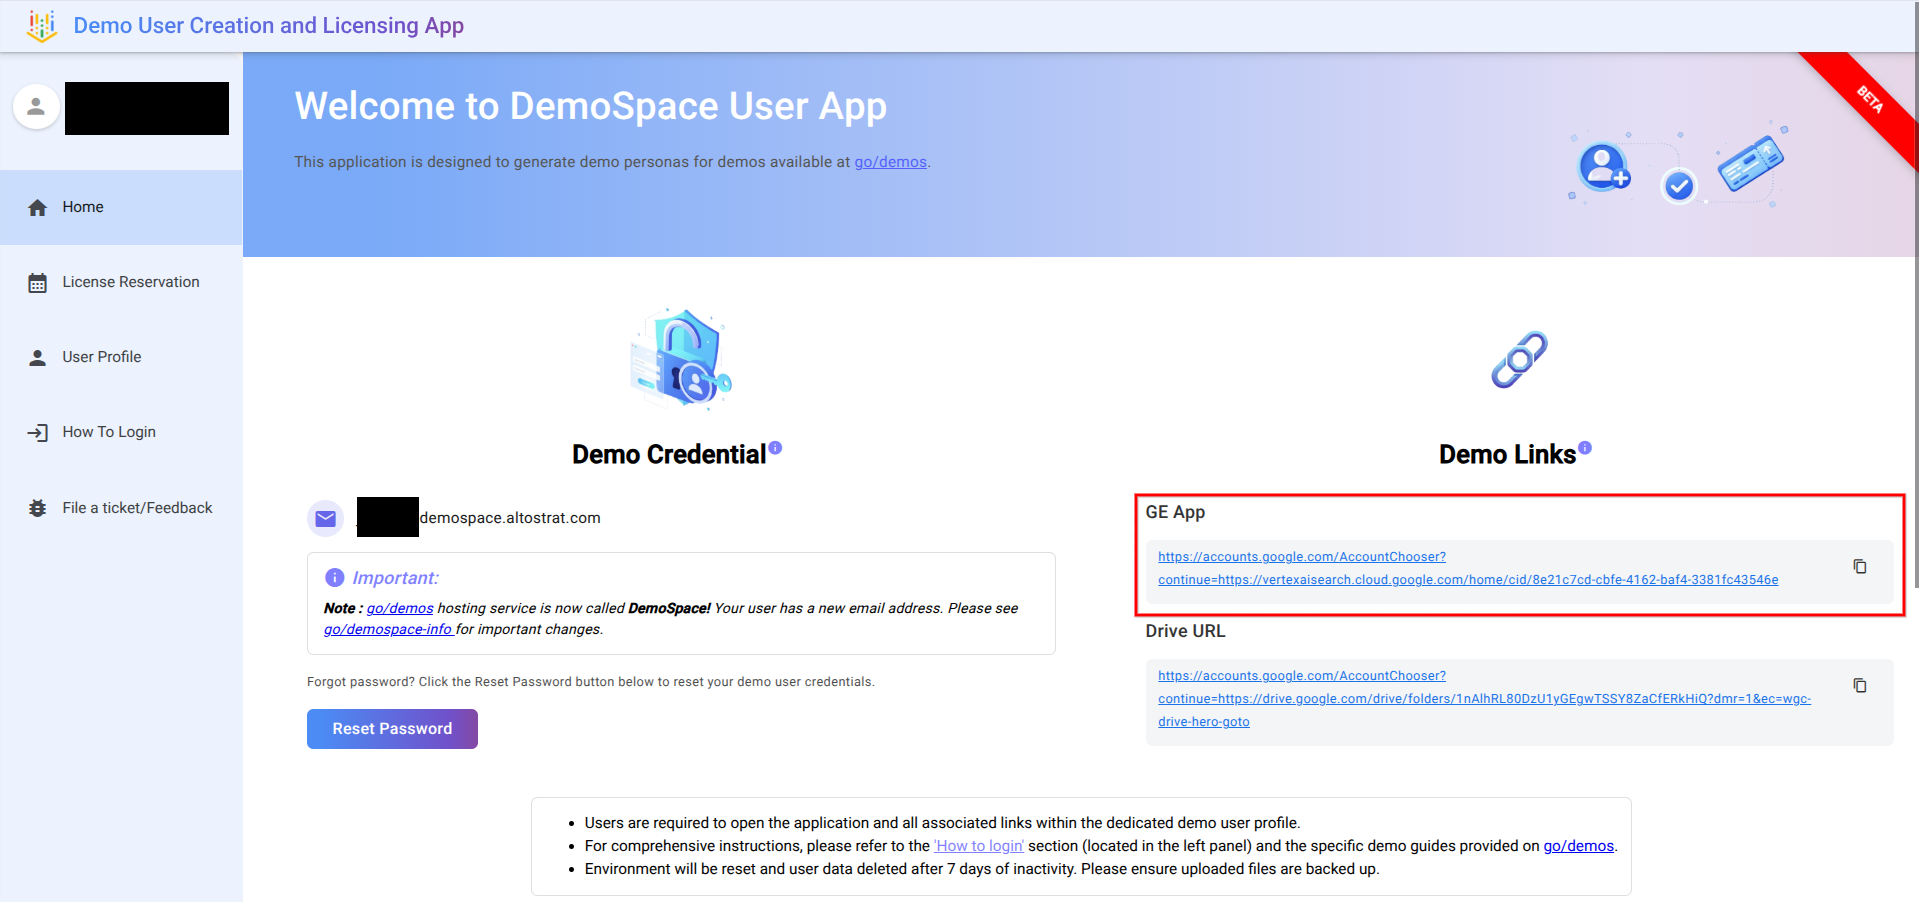 Demo User Creation and Licensing App
Home
License Reservation
User Profile
How To Login
File a ticket/Feedback
Welcome to DemoSpace User App
This application is designed to generate demo personas for demos available at go/demos.
BETA
Demo Credential
demospace.altostrat.com
Important:
Note : go/demos hosting service is now called DemoSpace! Your user has a new email address. Please see
go/demospace-info for important changes.
Forgot password? Click the Reset Password button below to reset your demo user credentials.
Reset Password
Demo Links
GE App
https://accounts.google.com/AccountChooser?
continue=https://vertexaisearch.cloud.google.com/home/cid/8e21c7cd-cbfe-4162-baf4-3381fc43546e
Drive URL
https://accounts.google.com/AccountChooser?
continue=https://drive.google.com/drive/folders/1nAlhRL80DzU1yGEgwTSSY8ZaCfERkHiQ?dmr=1&ec=wgc-
drive-hero-goto
• Users are required to open the application and all associated links within the dedicated demo user profile.
• For comprehensive instructions, please refer to the 'How to login' section (located in the left panel) and the specific demo guides provided on go/demos.
• Environment will be reset and user data deleted after 7 days of inactivity. Please ensure uploaded files are backed up.